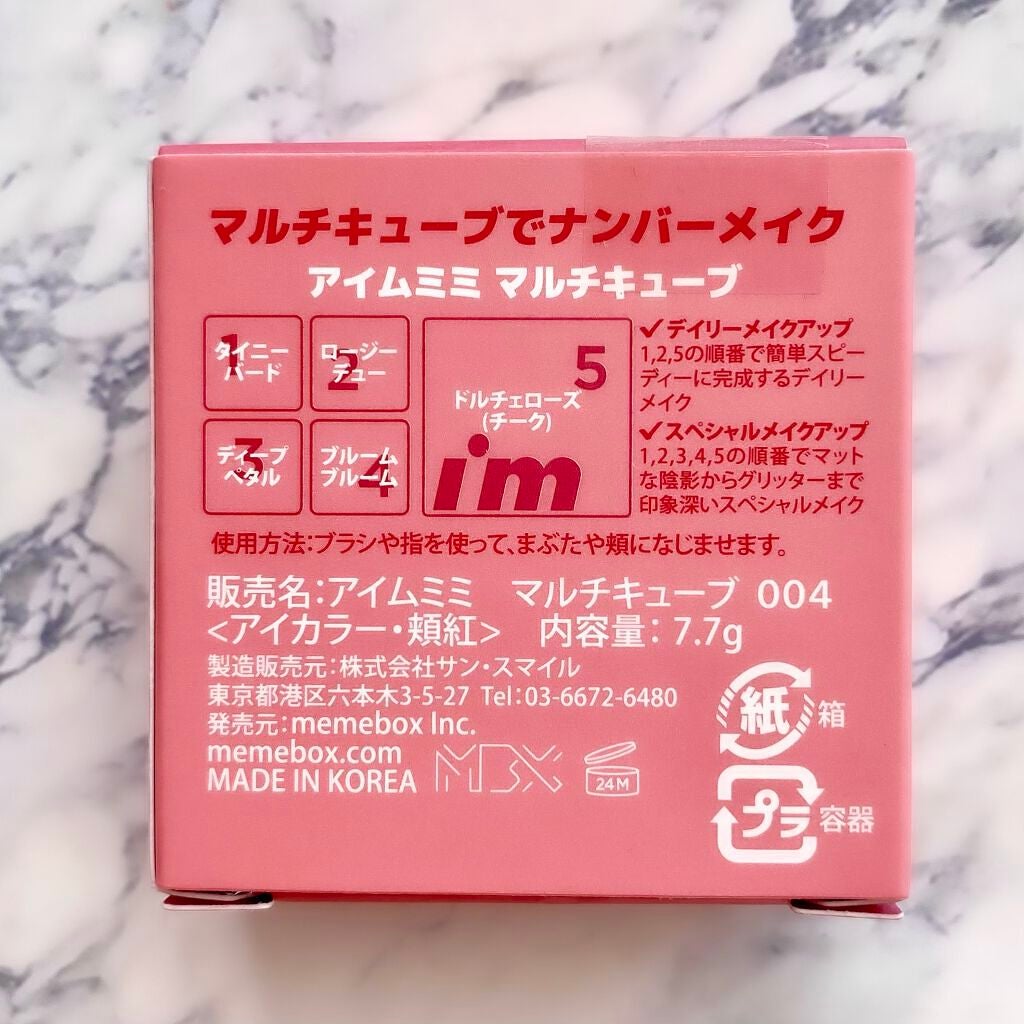 マルチキューブでナンバーメイク
アイムミミ マルチキューブ
1
タイニー
バード
2
ロージー
デュー
3
ディープ
ペタル
4
ブルーム
ブルーム
5
ドルチェローズ
(チーク)
i'm
✓デイリーメイクアップ
1,2,5の順番で簡単スピー
ディーに完成するデイリー
メイク
✓スペシャルメイクアップ
1,2,3,4,5の順番でマット
な陰影からグリッターまで
印象深いスペシャルメイク
使用方法:ブラシや指を使って、まぶたや頬になじませます。
販売名:アイムミミ マルチキューブ 004
<アイカラー・頬紅> 内容量: 7.7g
製造販売元:株式会社サン・スマイル
東京都港区六本木3-5-27 Tel:03-6672-6480
発売元:memebox Inc.
memebox.com
MADE IN KOREA
MBX
24M
紙 箱
プラ 容器